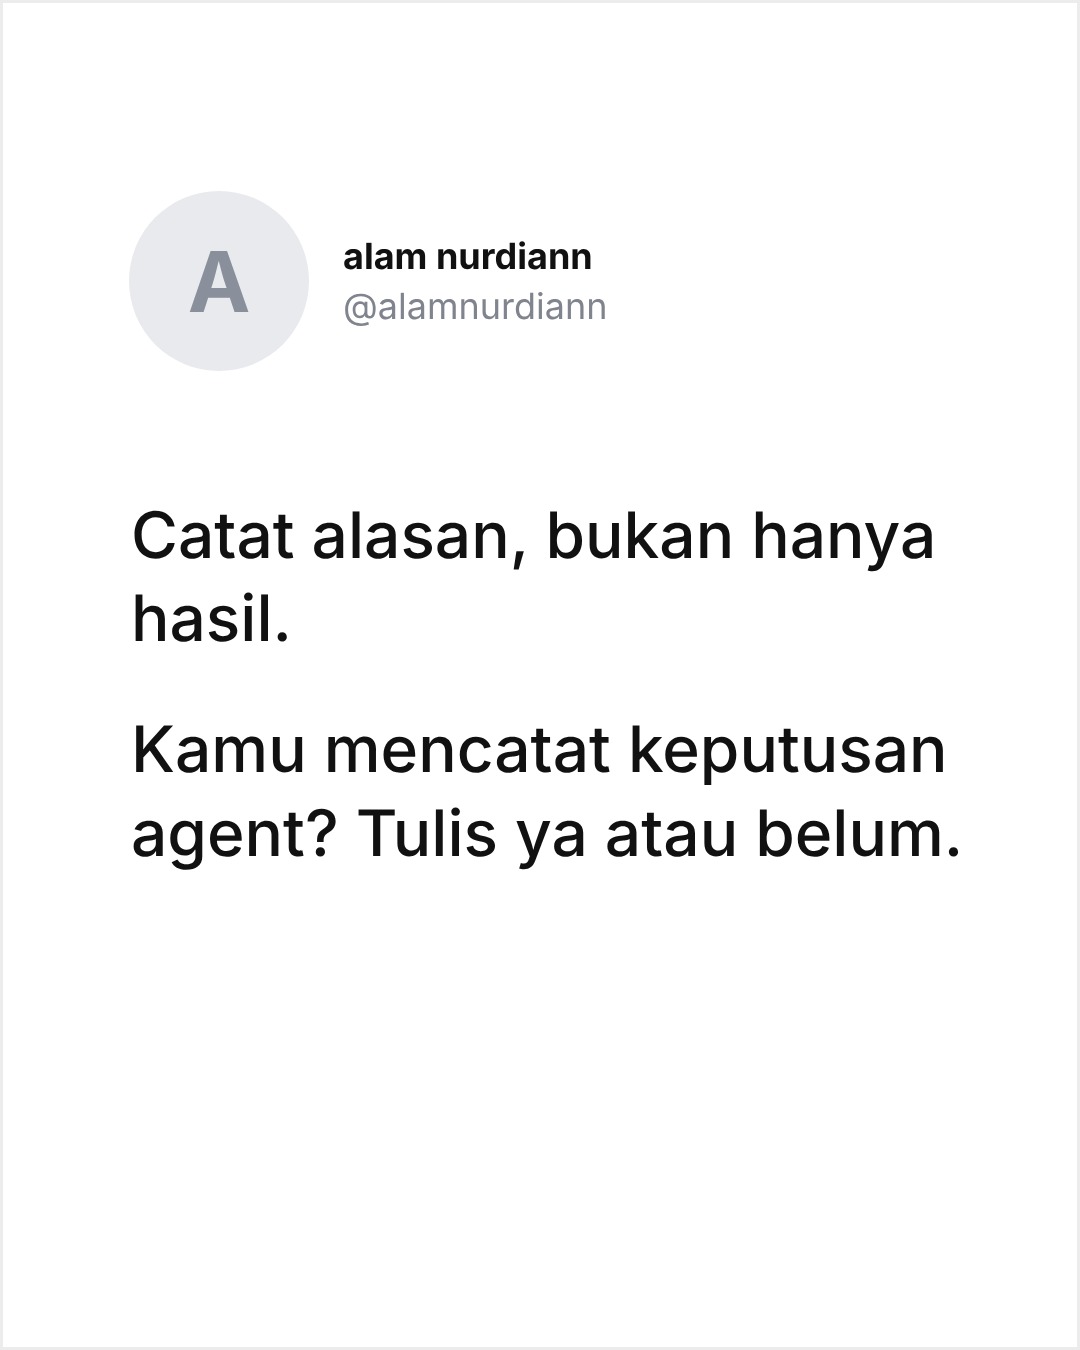 A
alam nurdiann
@alamnurdiann
Catat alasan, bukan hanya
hasil.
Kamu mencatat keputusan
agent? Tulis ya atau belum.